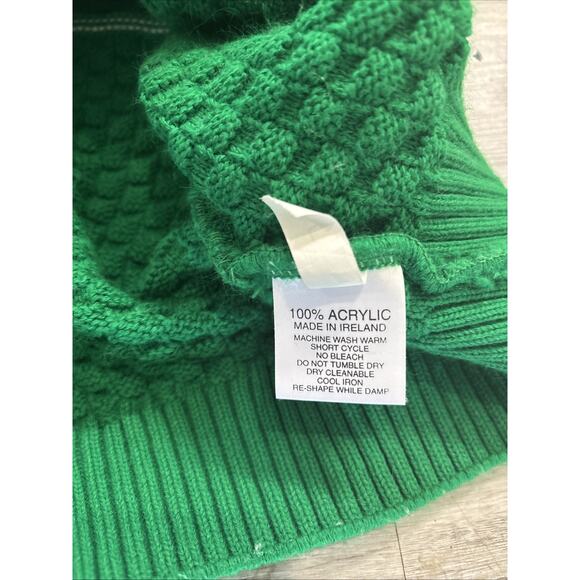 100% ACRYLIC
MADE IN IRELAND
MACHINE WASH WARM
SHORT CYCLE
NO BLEACH
DO NOT TUMBLE DRY
DRY CLEANABLE
COOL IRON
RE-SHAPE WHILE DAMP